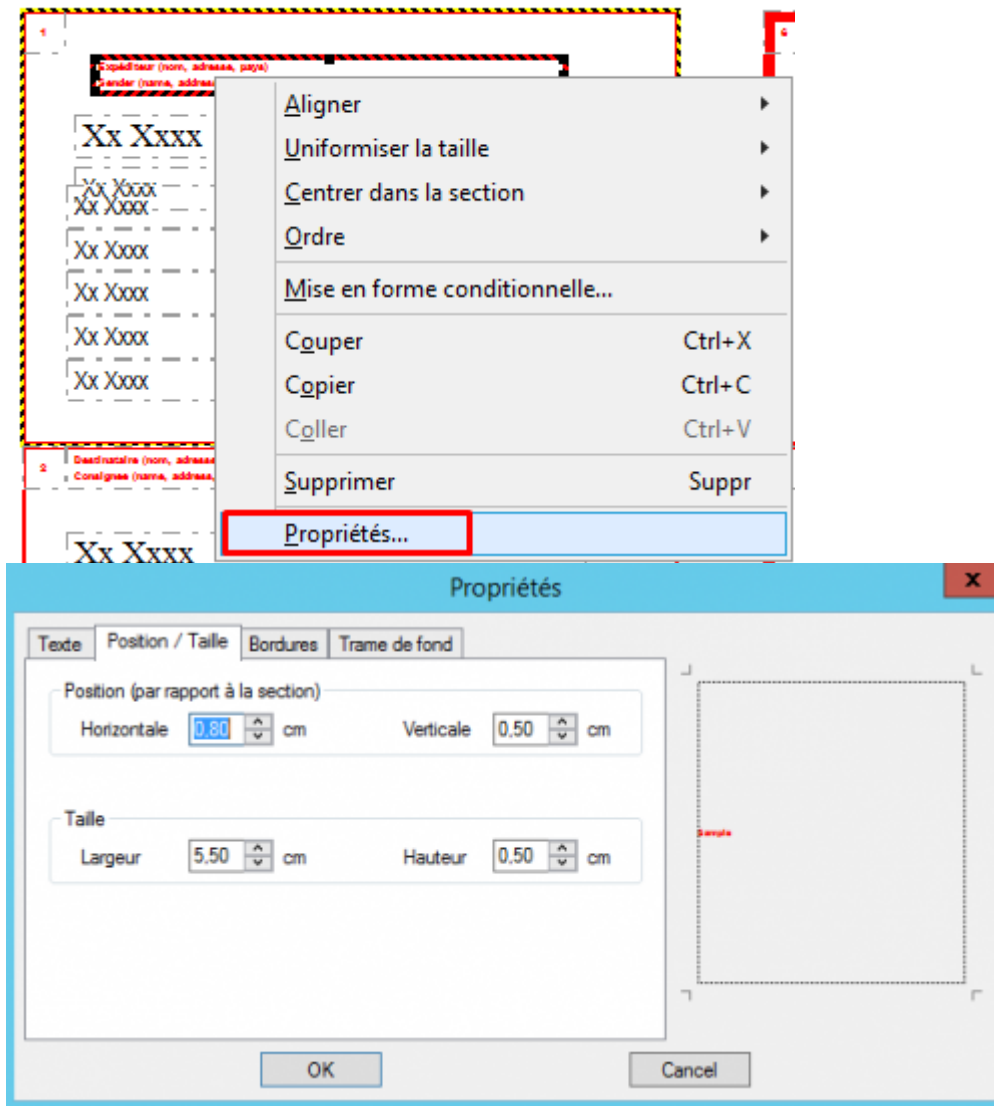 1
6
Expéditeur (nom, adresse, pays)
Sender (name, address
Xx Xxxx
Xx Xxxx
Xx Xxxx
Xx Xxxx
Xx Xxxx
Xx Xxxx
Xx Xxxx
Aligner
Uniformiser la taille
Centrer dans la section
Ordre
Mise en forme conditionnelle...
Couper Ctrl+X
Copier Ctrl+C
Coller Ctrl+V
Supprimer Suppr
Propriétés...
2
Destinataire (nom, adresse
Consignee (name, address,
Xx Xxxx
Propriétés
x
Texte Position / Taille Bordures Trame de fond
Position (par rapport à la section)
Horizontale 0,80 cm Verticale 0,50 cm
Taille
Largeur 5,50 cm Hauteur 0,50 cm
Sample
OK Cancel